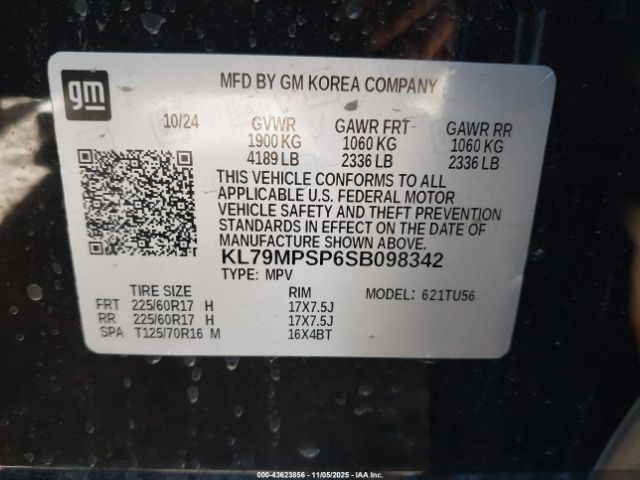 gm
MFD BY GM KOREA COMPANY
10/24 GVWR GAWR FRT GAWR RR
1900 KG 1060 KG 1060 KG
4189 LB 2336 LB 2336 LB
THIS VEHICLE CONFORMS TO ALL
APPLICABLE U.S. FEDERAL MOTOR
VEHICLE SAFETY AND THEFT PREVENTION
STANDARDS IN EFFECT ON THE DATE OF
MANUFACTURE SHOWN ABOVE.
KL79MPSP6SB098342
TYPE: MPV
TIRE SIZE RIM MODEL: 621TU56
FRT 225/60R17 H 17X7.5J
RR 225/60R17 H 17X7.5J
SPA T125/70R16 M 16X4BT
000-43623856 - 11/05/2025 - IAA Inc.